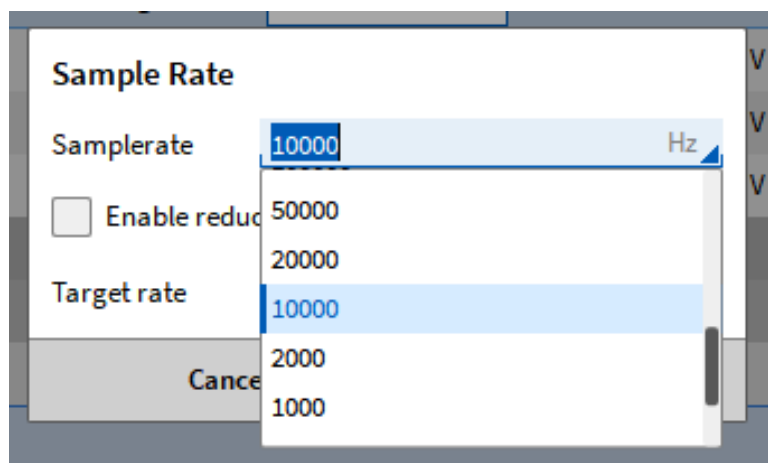 Sample Rate
Samplerate 10000 Hz
50000
Enable reduc
20000
Target rate
10000
2000
Cance
1000
V
V
V